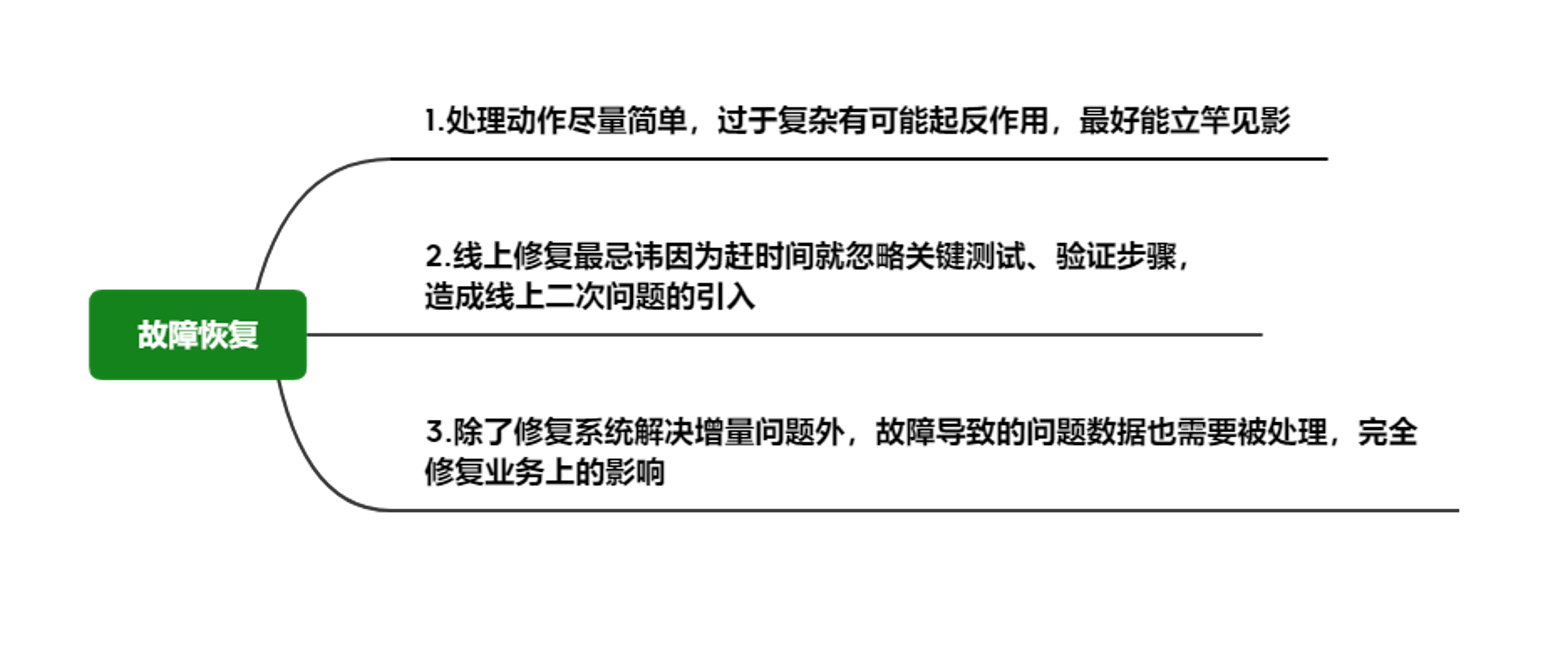 故障恢复
1.处理动作尽量简单，过于复杂有可能起反作用，最好能立竿见影
2.线上修复最忌讳因为赶时间就忽略关键测试、验证步骤，
造成线上二次问题的引入
3.除了修复系统解决增量问题外，故障导致的问题数据也需要被处理，完全
修复业务上的影响